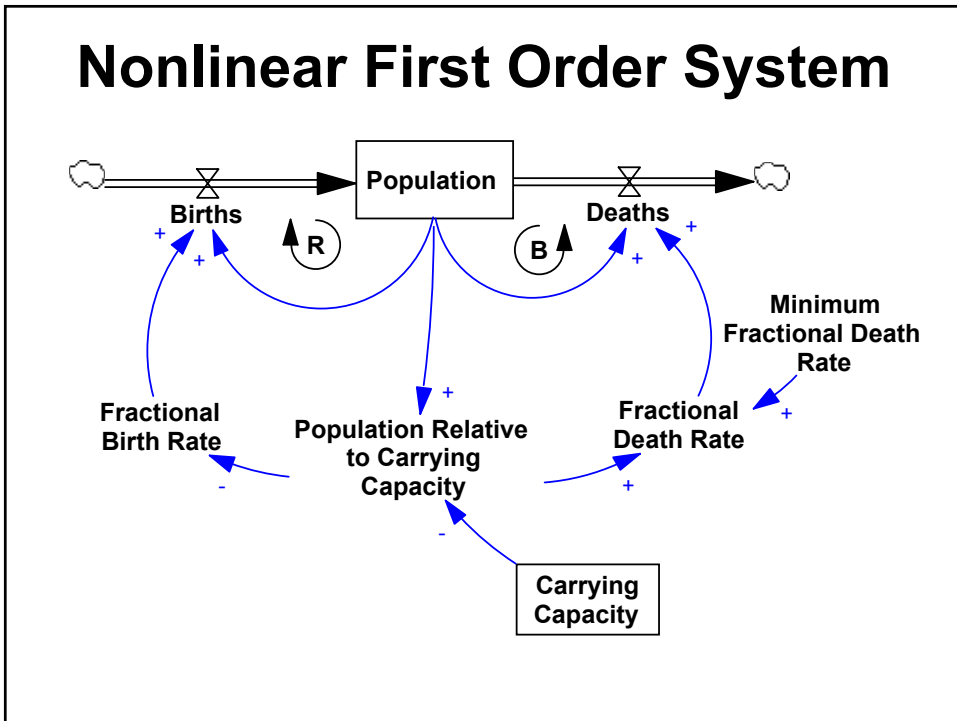 Nonlinear First Order System
Population
Births
Deaths
+
+
R
B
+
+
Minimum
Fractional Death
Rate
Fractional
Birth Rate
+
Population Relative
to Carrying
Capacity
Fractional
Death Rate
+
-
+
-
Carrying
Capacity